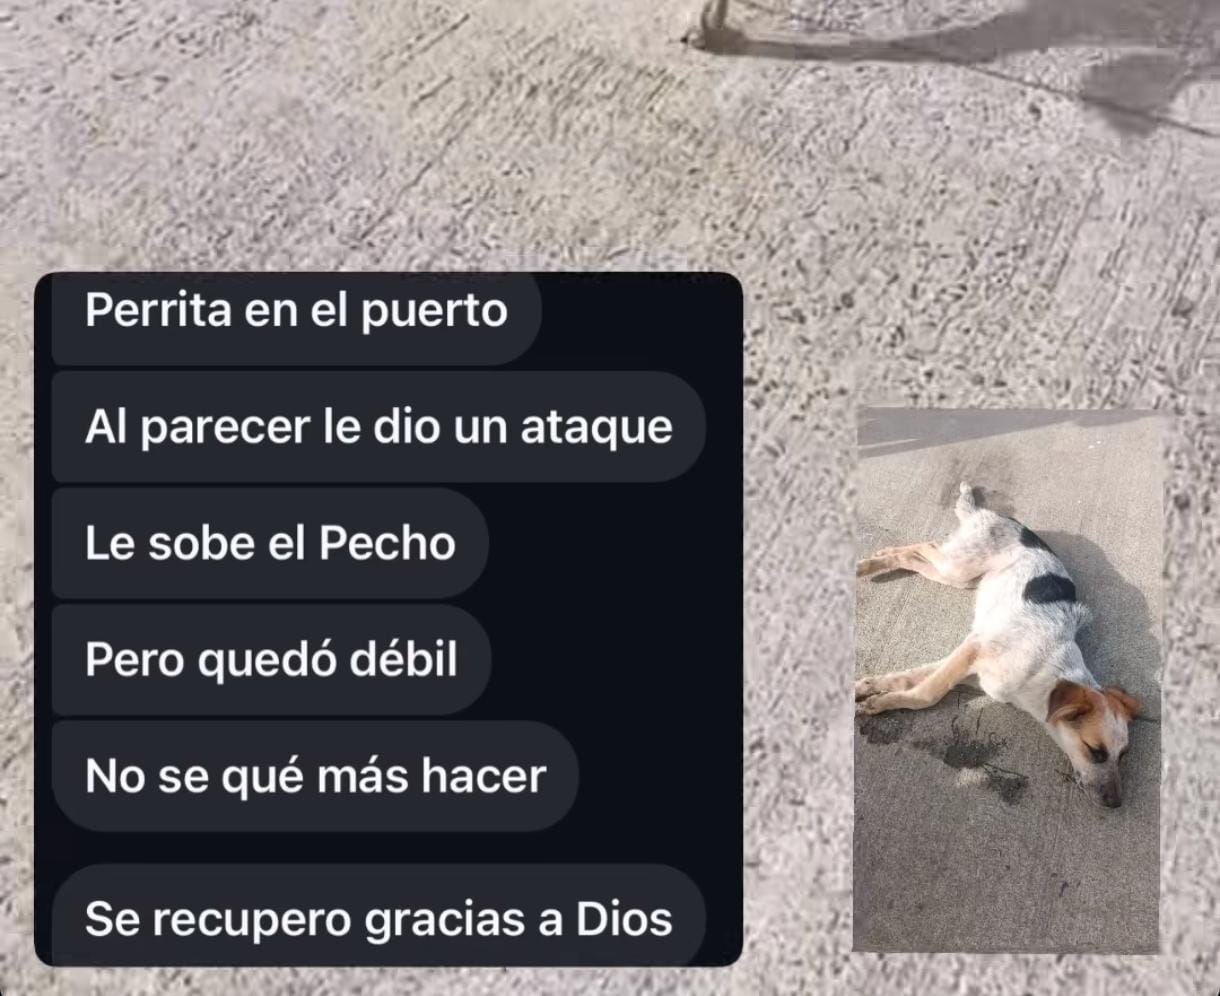 Perrita en el puerto
Al parecer le dio un ataque
Le sobe el Pecho
Pero quedó débil
No se qué más hacer
Se recupero gracias a Dios